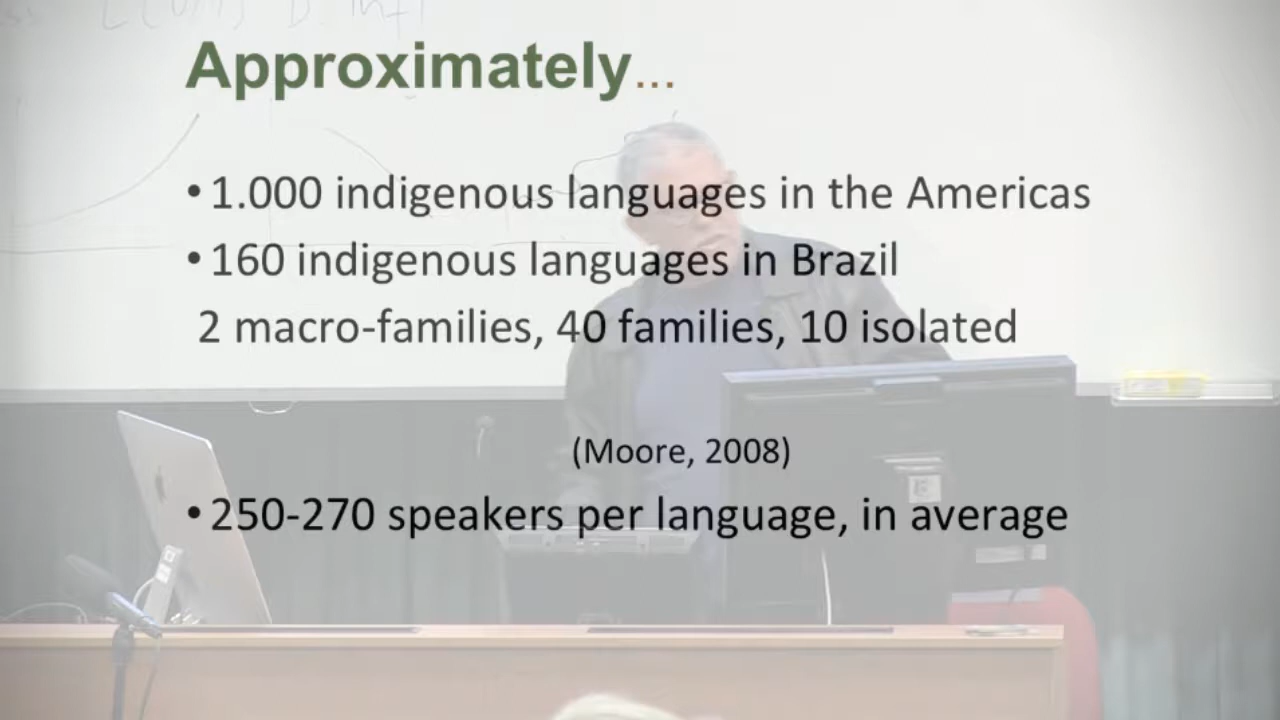 Approximately...
• 1.000 indigenous languages in the Americas
• 160 indigenous languages in Brazil
2 macro-families, 40 families, 10 isolated
(Moore, 2008)
• 250-270 speakers per language, in average